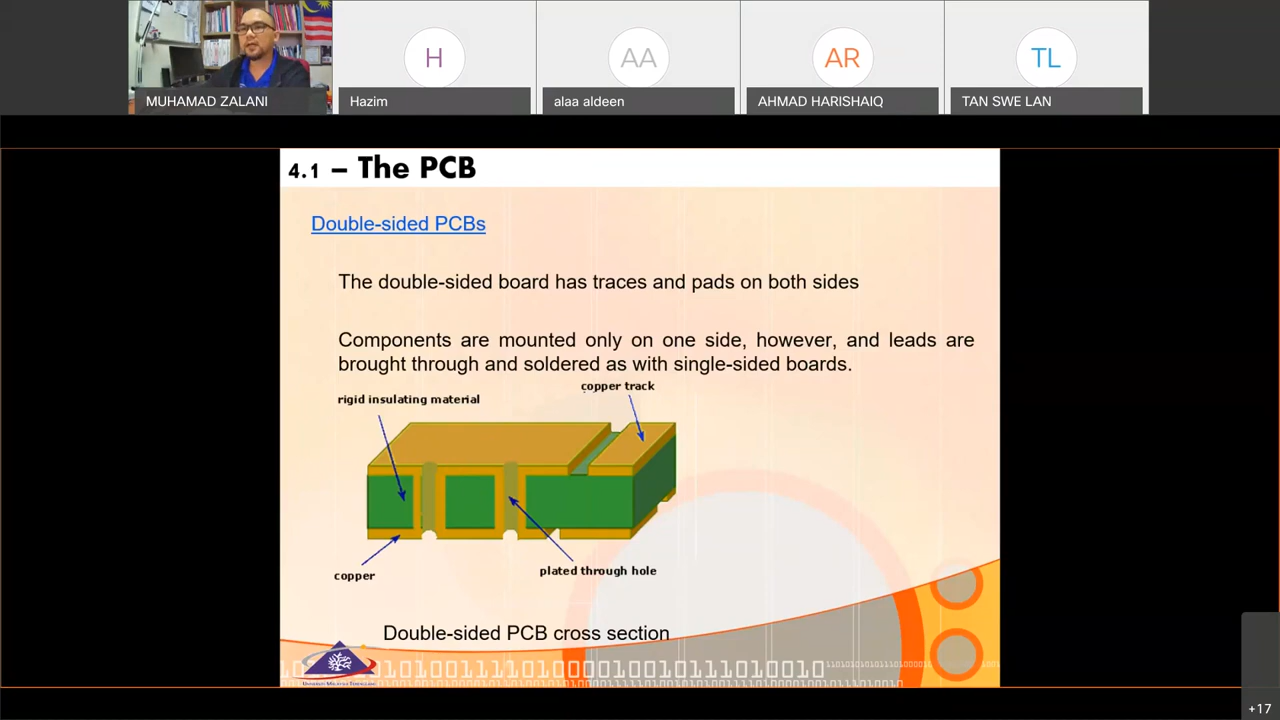 H
AA
AR
TL
MUHAMAD ZALANI
Hazim
alaa aldeen
AHMAD HARISHAIQ
TAN SWE LAN
4.1 – The PCB
Double-sided PCBs
The double-sided board has traces and pads on both sides
Components are mounted only on one side, however, and leads are
brought through and soldered as with single-sided boards.
copper track
rigid insulating material
plated through hole
copper
Double-sided PCB cross section
+17